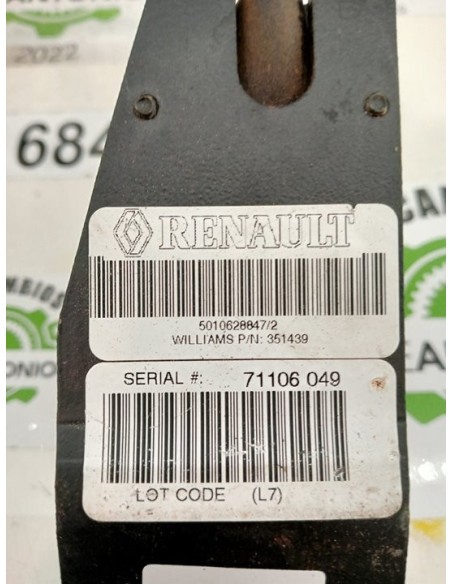 2022
684
RENAULT
5010628847/2
WILLIAMS P/N: 351439
SERIAL #: 71106 049
LOT CODE (L7)